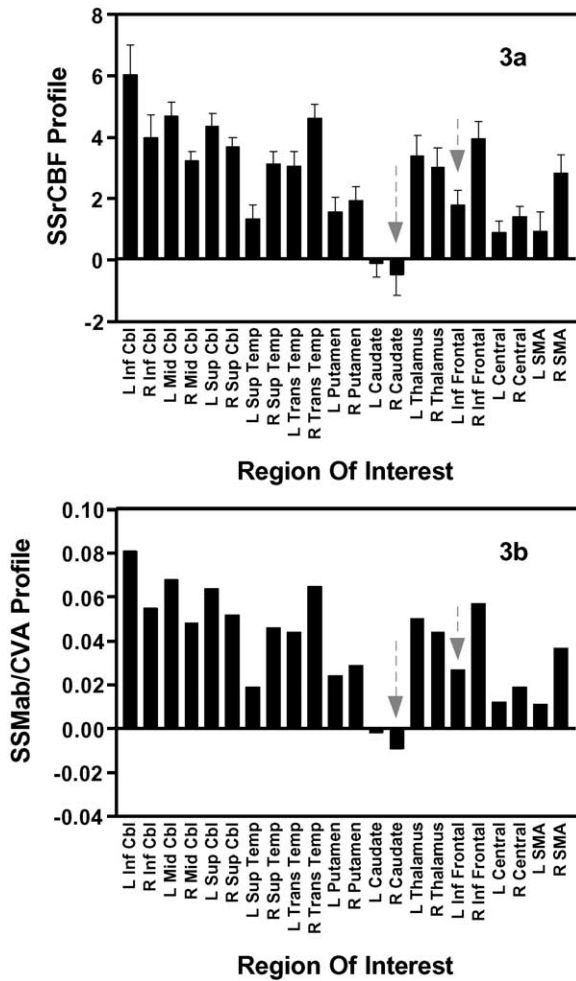 3a
SSrCBF Profile
8
6
4
2
0
-2
L Inf Cbl
R Inf Cbl
L Mid Cbl
R Mid Cbl
L Sup Cbl
R Sup Cbl
L Sup Temp
R Sup Temp
L Trans Temp
R Trans Temp
L Putamen
R Putamen
L Caudate
R Caudate
L Thalamus
R Thalamus
L Inf Frontal
R Inf Frontal
L Central
R Central
L SMA
R SMA
Region Of Interest
3b
SSMab/CVA Profile
0.10
0.08
0.06
0.04
0.02
0.00
-0.02
-0.04
L Inf Cbl
R Inf Cbl
L Mid Cbl
R Mid Cbl
L Sup Cbl
R Sup Cbl
L Sup Temp
R Sup Temp
L Trans Temp
R Trans Temp
L Putamen
R Putamen
L Caudate
R Caudate
L Thalamus
R Thalamus
L Inf Frontal
R Inf Frontal
L Central
R Central
L SMA
R SMA
Region Of Interest